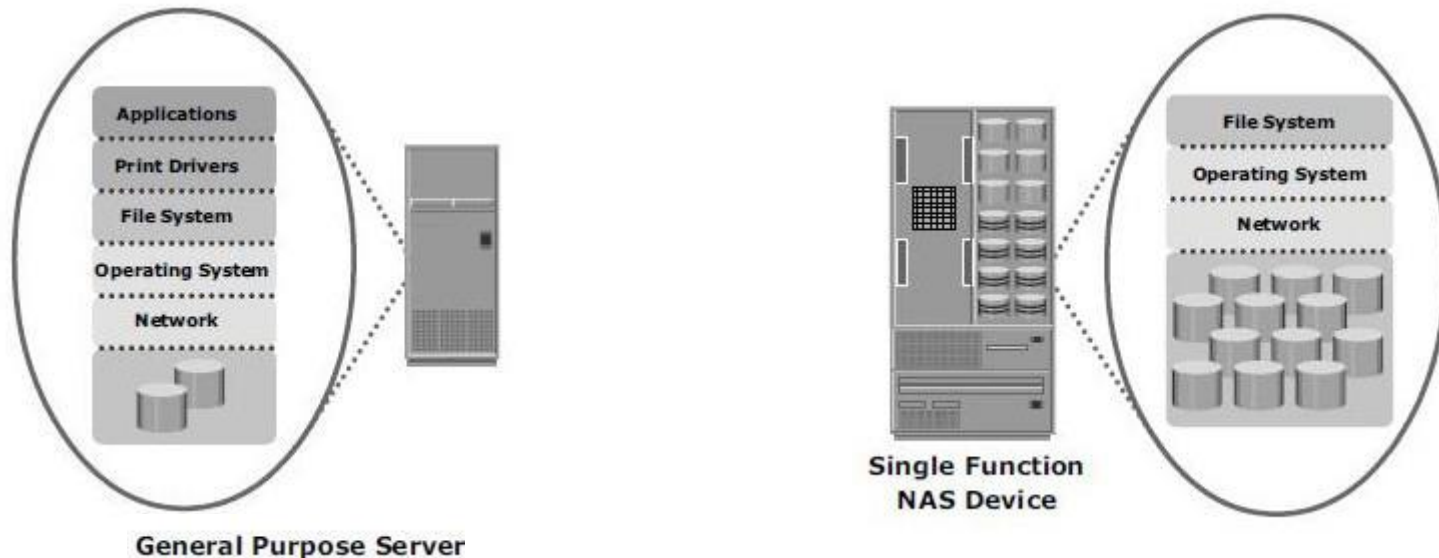 Applications
Print Drivers
File System
Operating System
Network
General Purpose Server
Single Function
NAS Device
File System
Operating System
Network